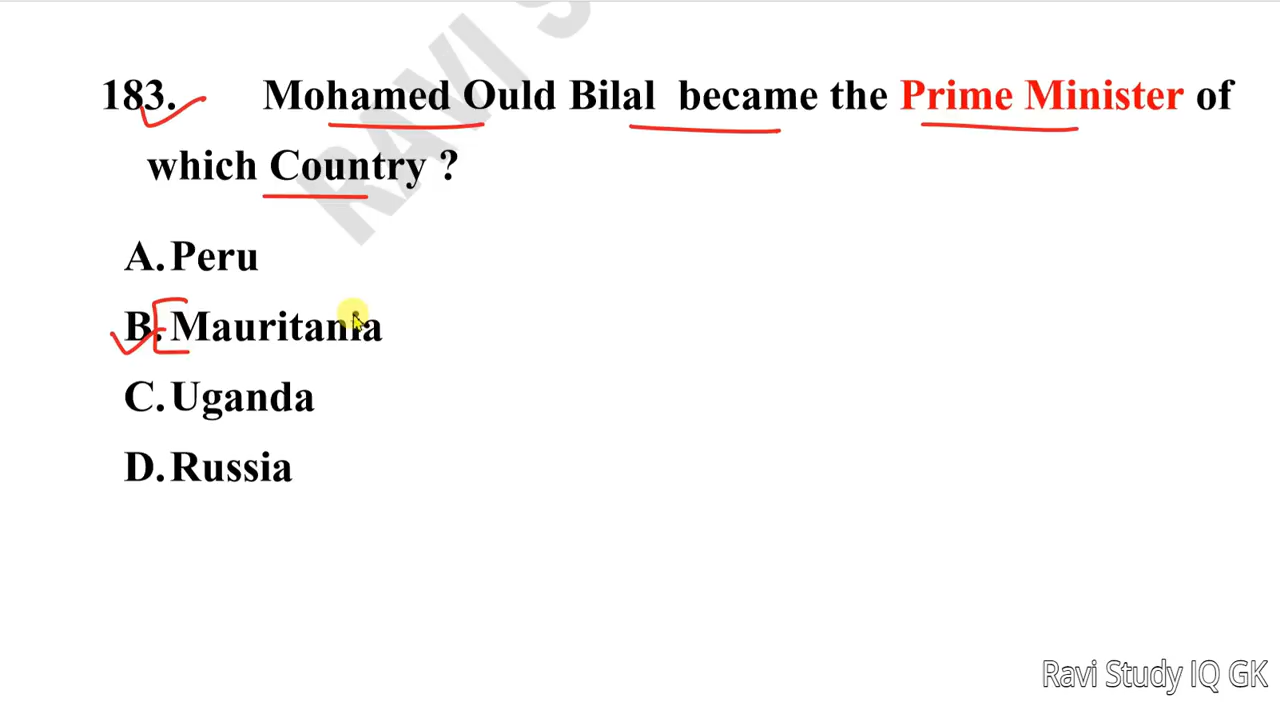 RAVI S
183. Mohamed Ould Bilal became the Prime Minister of
which Country ?
A. Peru
B. Mauritania
C. Uganda
D. Russia
Ravi Study IQ GK